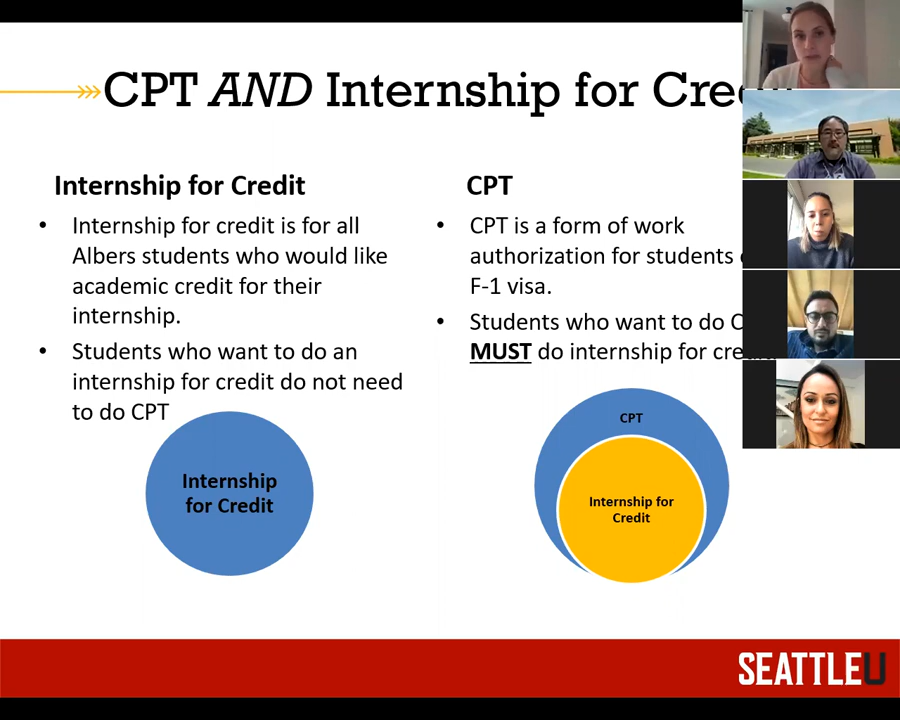 CPT AND Internship for Cre
Internship for Credit
• Internship for credit is for all
Albers students who would like
academic credit for their
internship.
• Students who want to do an
internship for credit do not need
to do CPT
Internship
for Credit
CPT
• CPT is a form of work
authorization for students
F-1 visa.
• Students who want to do C
MUST do internship for cre
CPT
Internship for
Credit
SEATTLEU